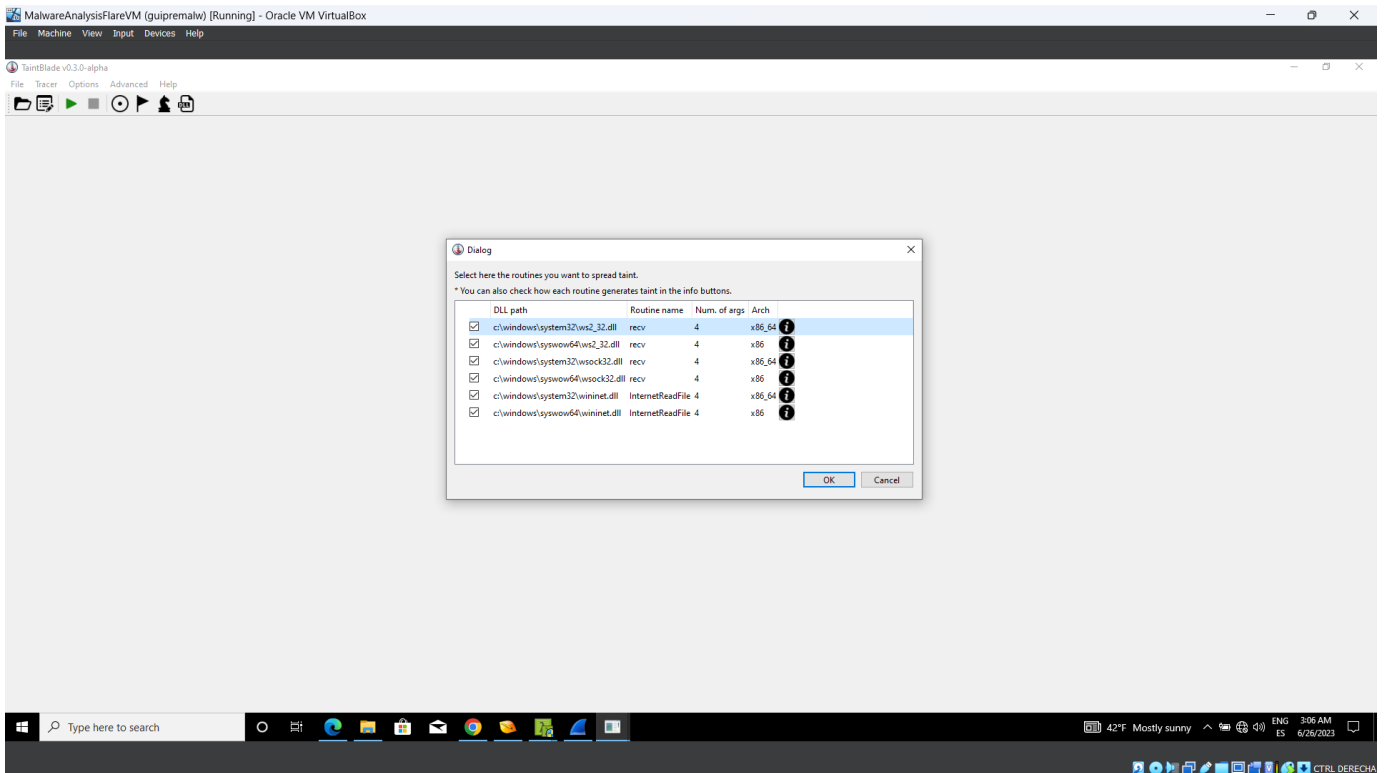 MalwareAnalysisFlareVM (guipremalw) [Running] - Oracle VM VirtualBox
File Machine View Input Devices Help
TaintBlade v0.3.0-alpha
File Tracer Options Advanced Help
Dialog
Select here the routines you want to spread taint.
* You can also check how each routine generates taint in the info buttons.
DLL path Routine name Num. of args Arch
c:\windows\system32\ws2_32.dll recv 4 x86_64
c:\windows\syswow64\ws2_32.dll recv 4 x86
c:\windows\system32\wsock32.dll recv 4 x86_64
c:\windows\syswow64\wsock32.dll recv 4 x86
c:\windows\system32\wininet.dll InternetReadFile 4 x86_64
c:\windows\syswow64\wininet.dll InternetReadFile 4 x86
OK Cancel
Type here to search
42°F Mostly sunny
ENG 3:06 AM
ES 6/26/2023
CTRL DERECHA